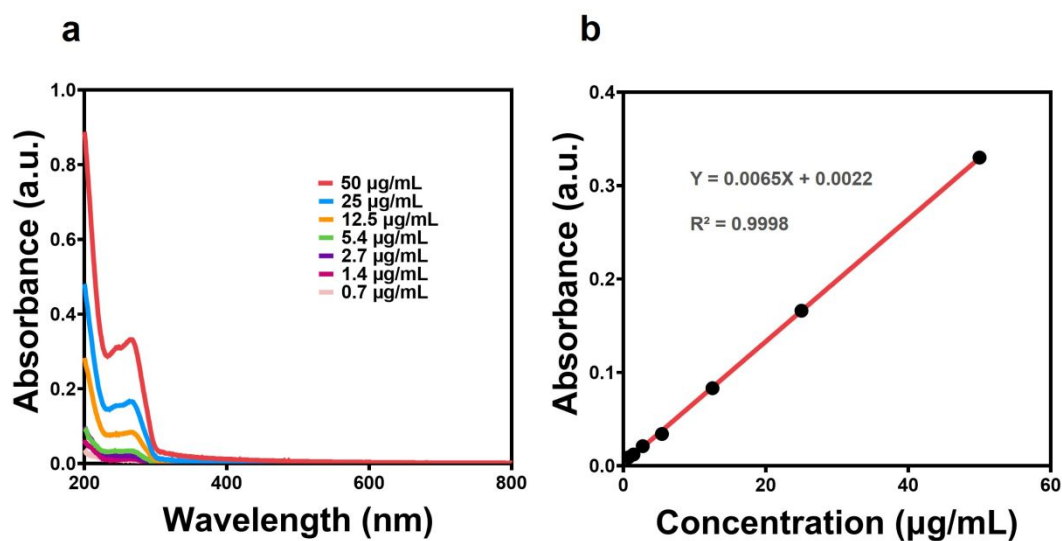 a
b
Absorbance (a.u.)
1.0
0.8
0.6
0.4
0.2
0.0
200
400
600
800
Wavelength (nm)
50 μg/mL
25 μg/mL
12.5 μg/mL
5.4 μg/mL
2.7 μg/mL
1.4 μg/mL
0.7 μg/mL
Absorbance (a.u.)
0.4
0.3
0.2
0.1
0.0
0
20
40
60
Concentration (μg/mL)
Y = 0.0065X + 0.0022
R² = 0.9998